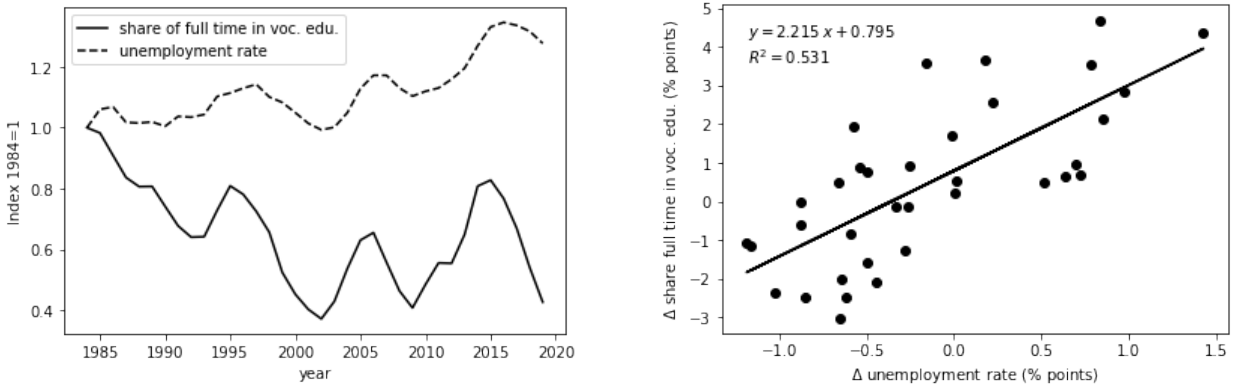 share of full time in voc. edu.
unemployment rate
Index 1984=1
1.2
1.0
0.8
0.6
0.4
1985 1990 1995 2000 2005 2010 2015 2020
year
y = 2.215 x + 0.795
R² = 0.531
Δ share full time in voc. edu. (% points)
5
4
3
2
1
0
−1
−2
−3
−1.0 −0.5 0.0 0.5 1.0 1.5
Δ unemployment rate (% points)